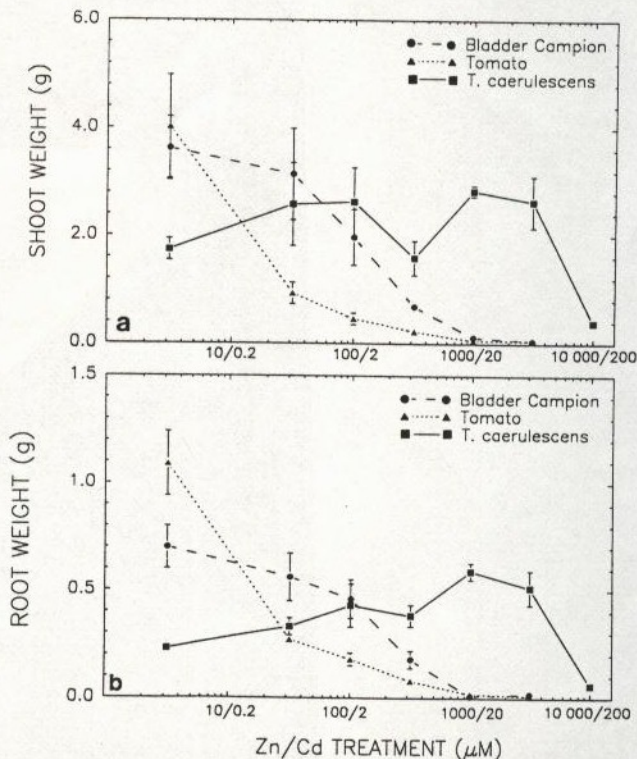 6.0
4.0
2.0
0.0
SHOOT WEIGHT (g)
Bladder Campion
Tomato
T. caerulescens
a
10/0.2
100/2
1000/20
10 000/200
1.5
1.0
0.5
0.0
ROOT WEIGHT (g)
Bladder Campion
Tomato
T. caerulescens
b
10/0.2
100/2
1000/20
10 000/200
Zn/Cd TREATMENT (μM)